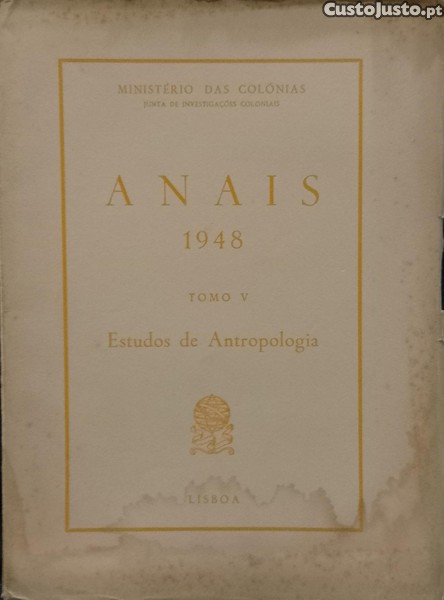 CustoJusto.pt
MINISTÉRIO DAS COLÓNIAS
JUNTA DE INVESTIGAÇÕES COLONIAIS
ANAIS
1948
TOMO V
Estudos de Antropologia
LISBOA